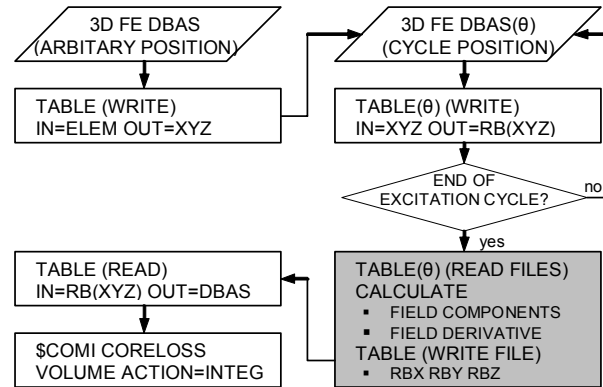 3D FE DBAS
(ARBITARY POSITION)
TABLE (WRITE)
IN=ELEM OUT=XYZ
3D FE DBAS(θ)
(CYCLE POSITION)
TABLE(θ) (WRITE)
IN=XYZ OUT=RB(XYZ)
END OF
EXCITATION CYCLE?
no
yes
TABLE(θ) (READ FILES)
CALCULATE
▪ FIELD COMPONENTS
▪ FIELD DERIVATIVE
TABLE (WRITE FILE)
▪ RBX RBY RBZ
TABLE (READ)
IN=RB(XYZ) OUT=DBAS
$COMI CORELOSS
VOLUME ACTION=INTEG